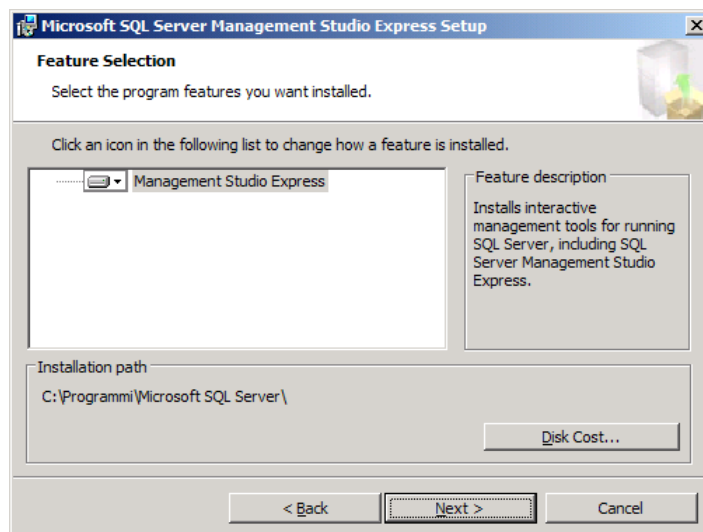 Microsoft SQL Server Management Studio Express Setup
Feature Selection
Select the program features you want installed.
Click an icon in the following list to change how a feature is installed.
Management Studio Express
Feature description
Installs interactive
management tools for running
SQL Server, including SQL
Server Management Studio
Express.
Installation path
C:\Programmi\Microsoft SQL Server\
Disk Cost...
< Back
Next >
Cancel